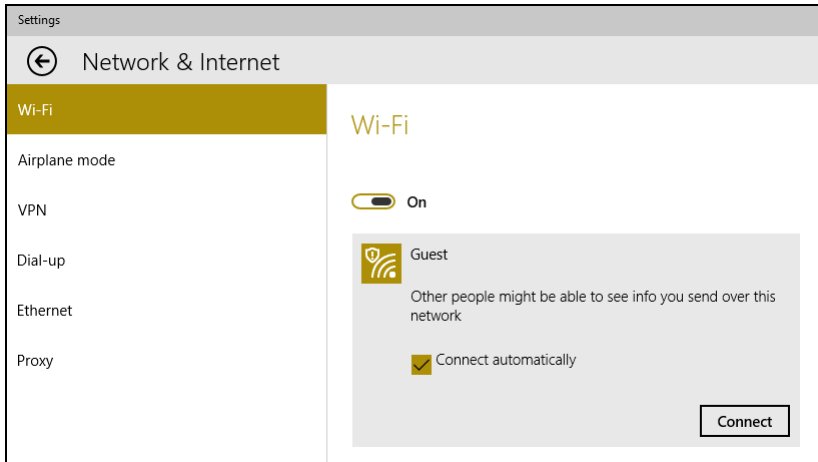 Settings
Network & Internet
Wi-Fi
Airplane mode
VPN
Dial-up
Ethernet
Proxy
Wi-Fi
On
Guest
Other people might be able to see info you send over this
network
Connect automatically
Connect